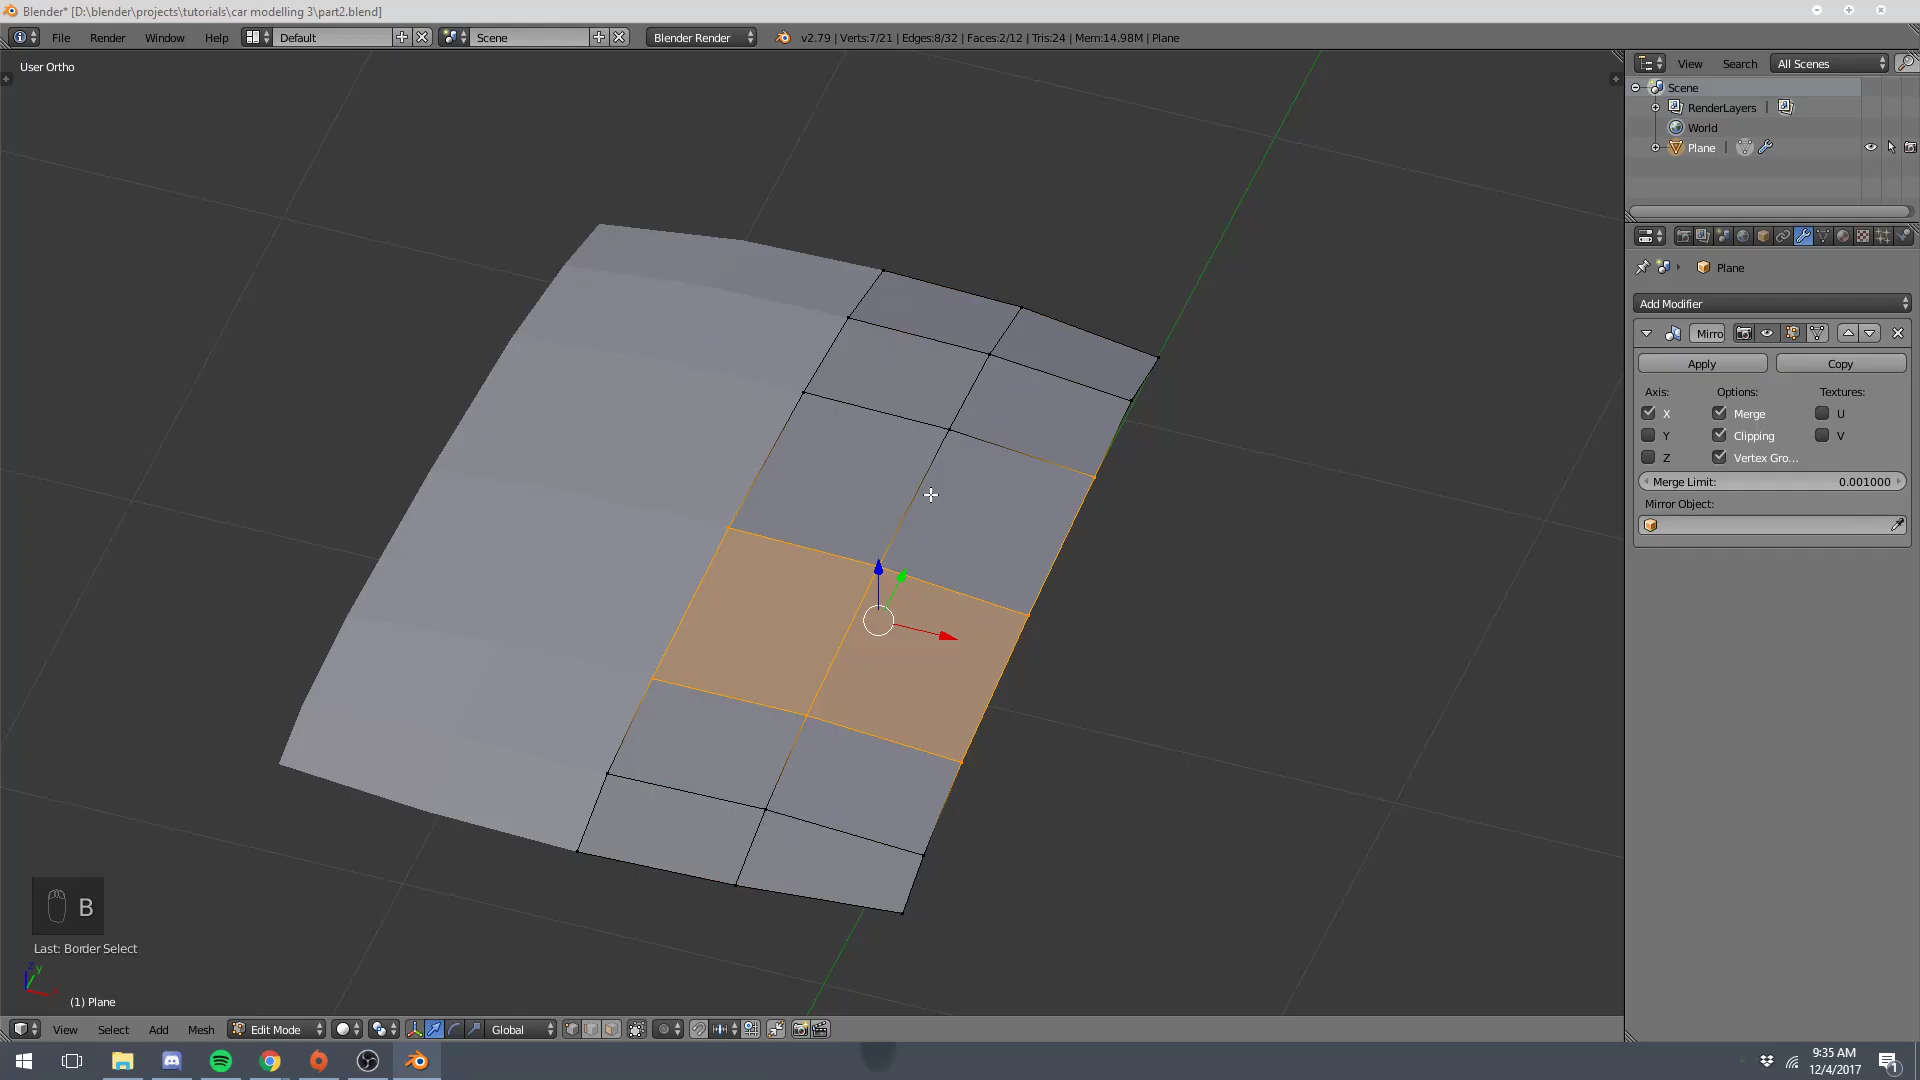 Blender* [D:\blender\projects\tutorials\car modelling 3\part2.blend]
File Render Window Help Default Scene Blender Render v2.79 | Verts:7/21 | Edges:8/32 | Faces:2/12 | Tris:24 | Mem:14.98M | Plane
User Ortho
View Search All Scenes
Scene
RenderLayers |
World
Plane |
Plane
Add Modifier
Mirro
Apply Copy
Axis: Options: Textures:
X Merge U
Y Clipping V
Z Vertex Gro...
Merge Limit: 0.001000
Mirror Object:
B
Last: Border Select
z y
(1) Plane
View Select Add Mesh Edit Mode Global
9:35 AM
12/4/2017
1